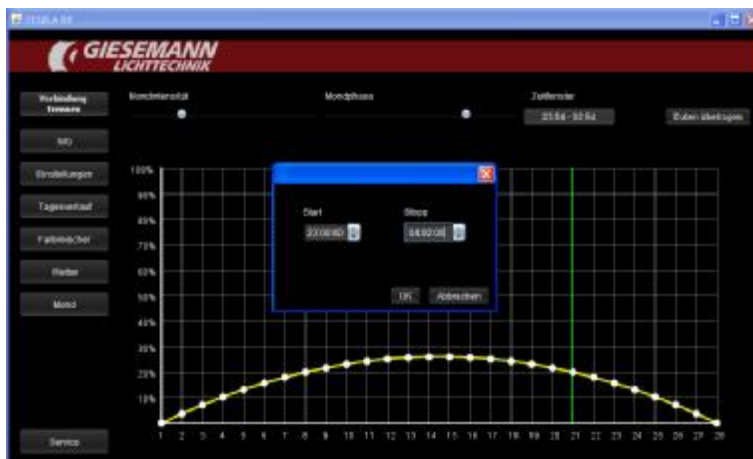 GIESEMANN
LICHTTECHNIK
Verbindung
trennen
Mondintensität
Mondphase
Zeitfenster
Daten übertragen
Info
Einstellungen
Tagesverlauf
Farbmischer
Wetter
Mond
Service
Start
Stopp
OK
Abbrechen
100%
90%
80%
70%
60%
50%
40%
30%
20%
10%
1 2 3 4 5 6 7 8 9 10 11 12 13 14 15 16 17 18 19 20 21 22 23 24 25 26 27 28